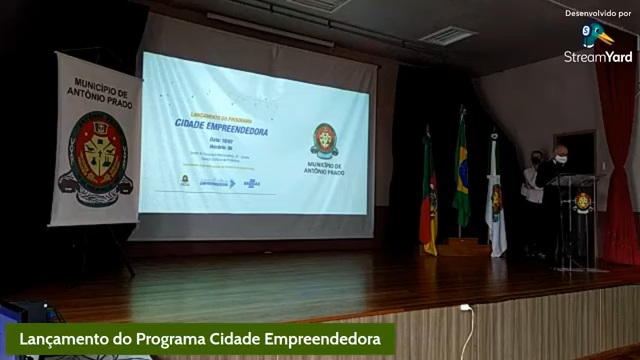 Desenvolvido por
StreamYard
MUNICÍPIO DE
ANTÔNIO PRADO
LANÇAMENTO DO PROGRAMA
CIDADE EMPREENDEDORA
MUNICÍPIO DE
ANTÔNIO PRADO
SEBRAE
Lançamento do Programa Cidade Empreendedora